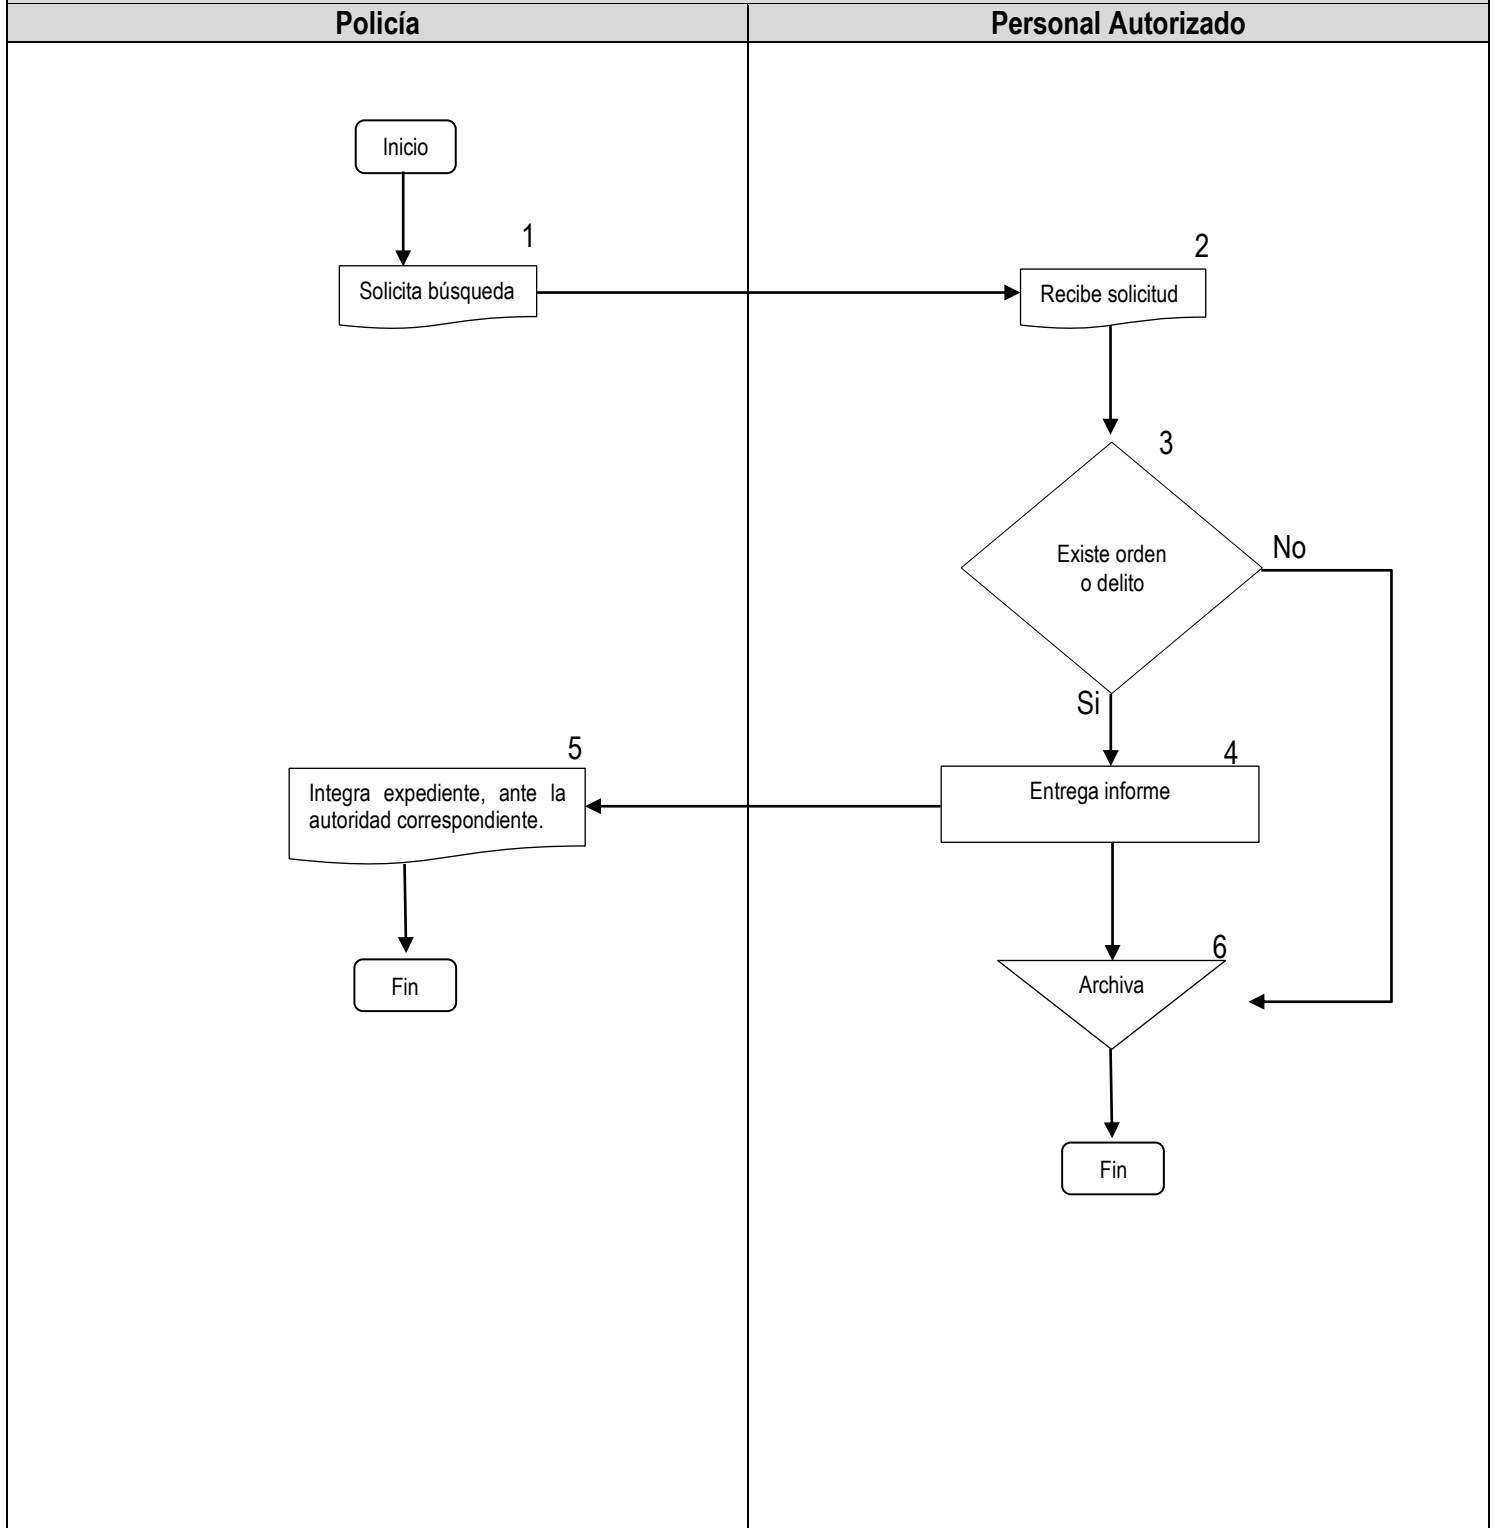 Policía
Personal Autorizado
Inicio
1
Solicita búsqueda
2
Recibe solicitud
3
Existe orden
o delito
No
Si
4
Entrega informe
5
Integra expediente, ante la
autoridad correspondiente.
6
Archiva
Fin
Fin